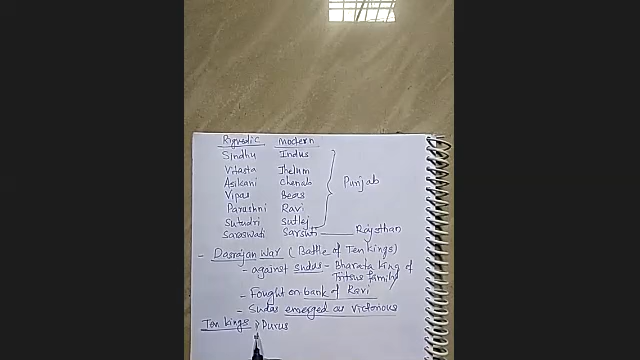 Rigvedic Modern
Sindhu Indus
Vitasta Jhelum
Asikani Chenab
Vipas Beas
Parushni Ravi
Sutudri Sutlej
Punjab
Saraswati Sarsuti Rajsthan
- Dasrajan War (Battle of Ten kings)
- against Sudas - Bharata king of
Tritsus family
- Fought on bank of Ravi
- Sudas emerged as victorious
Ten kings Purus